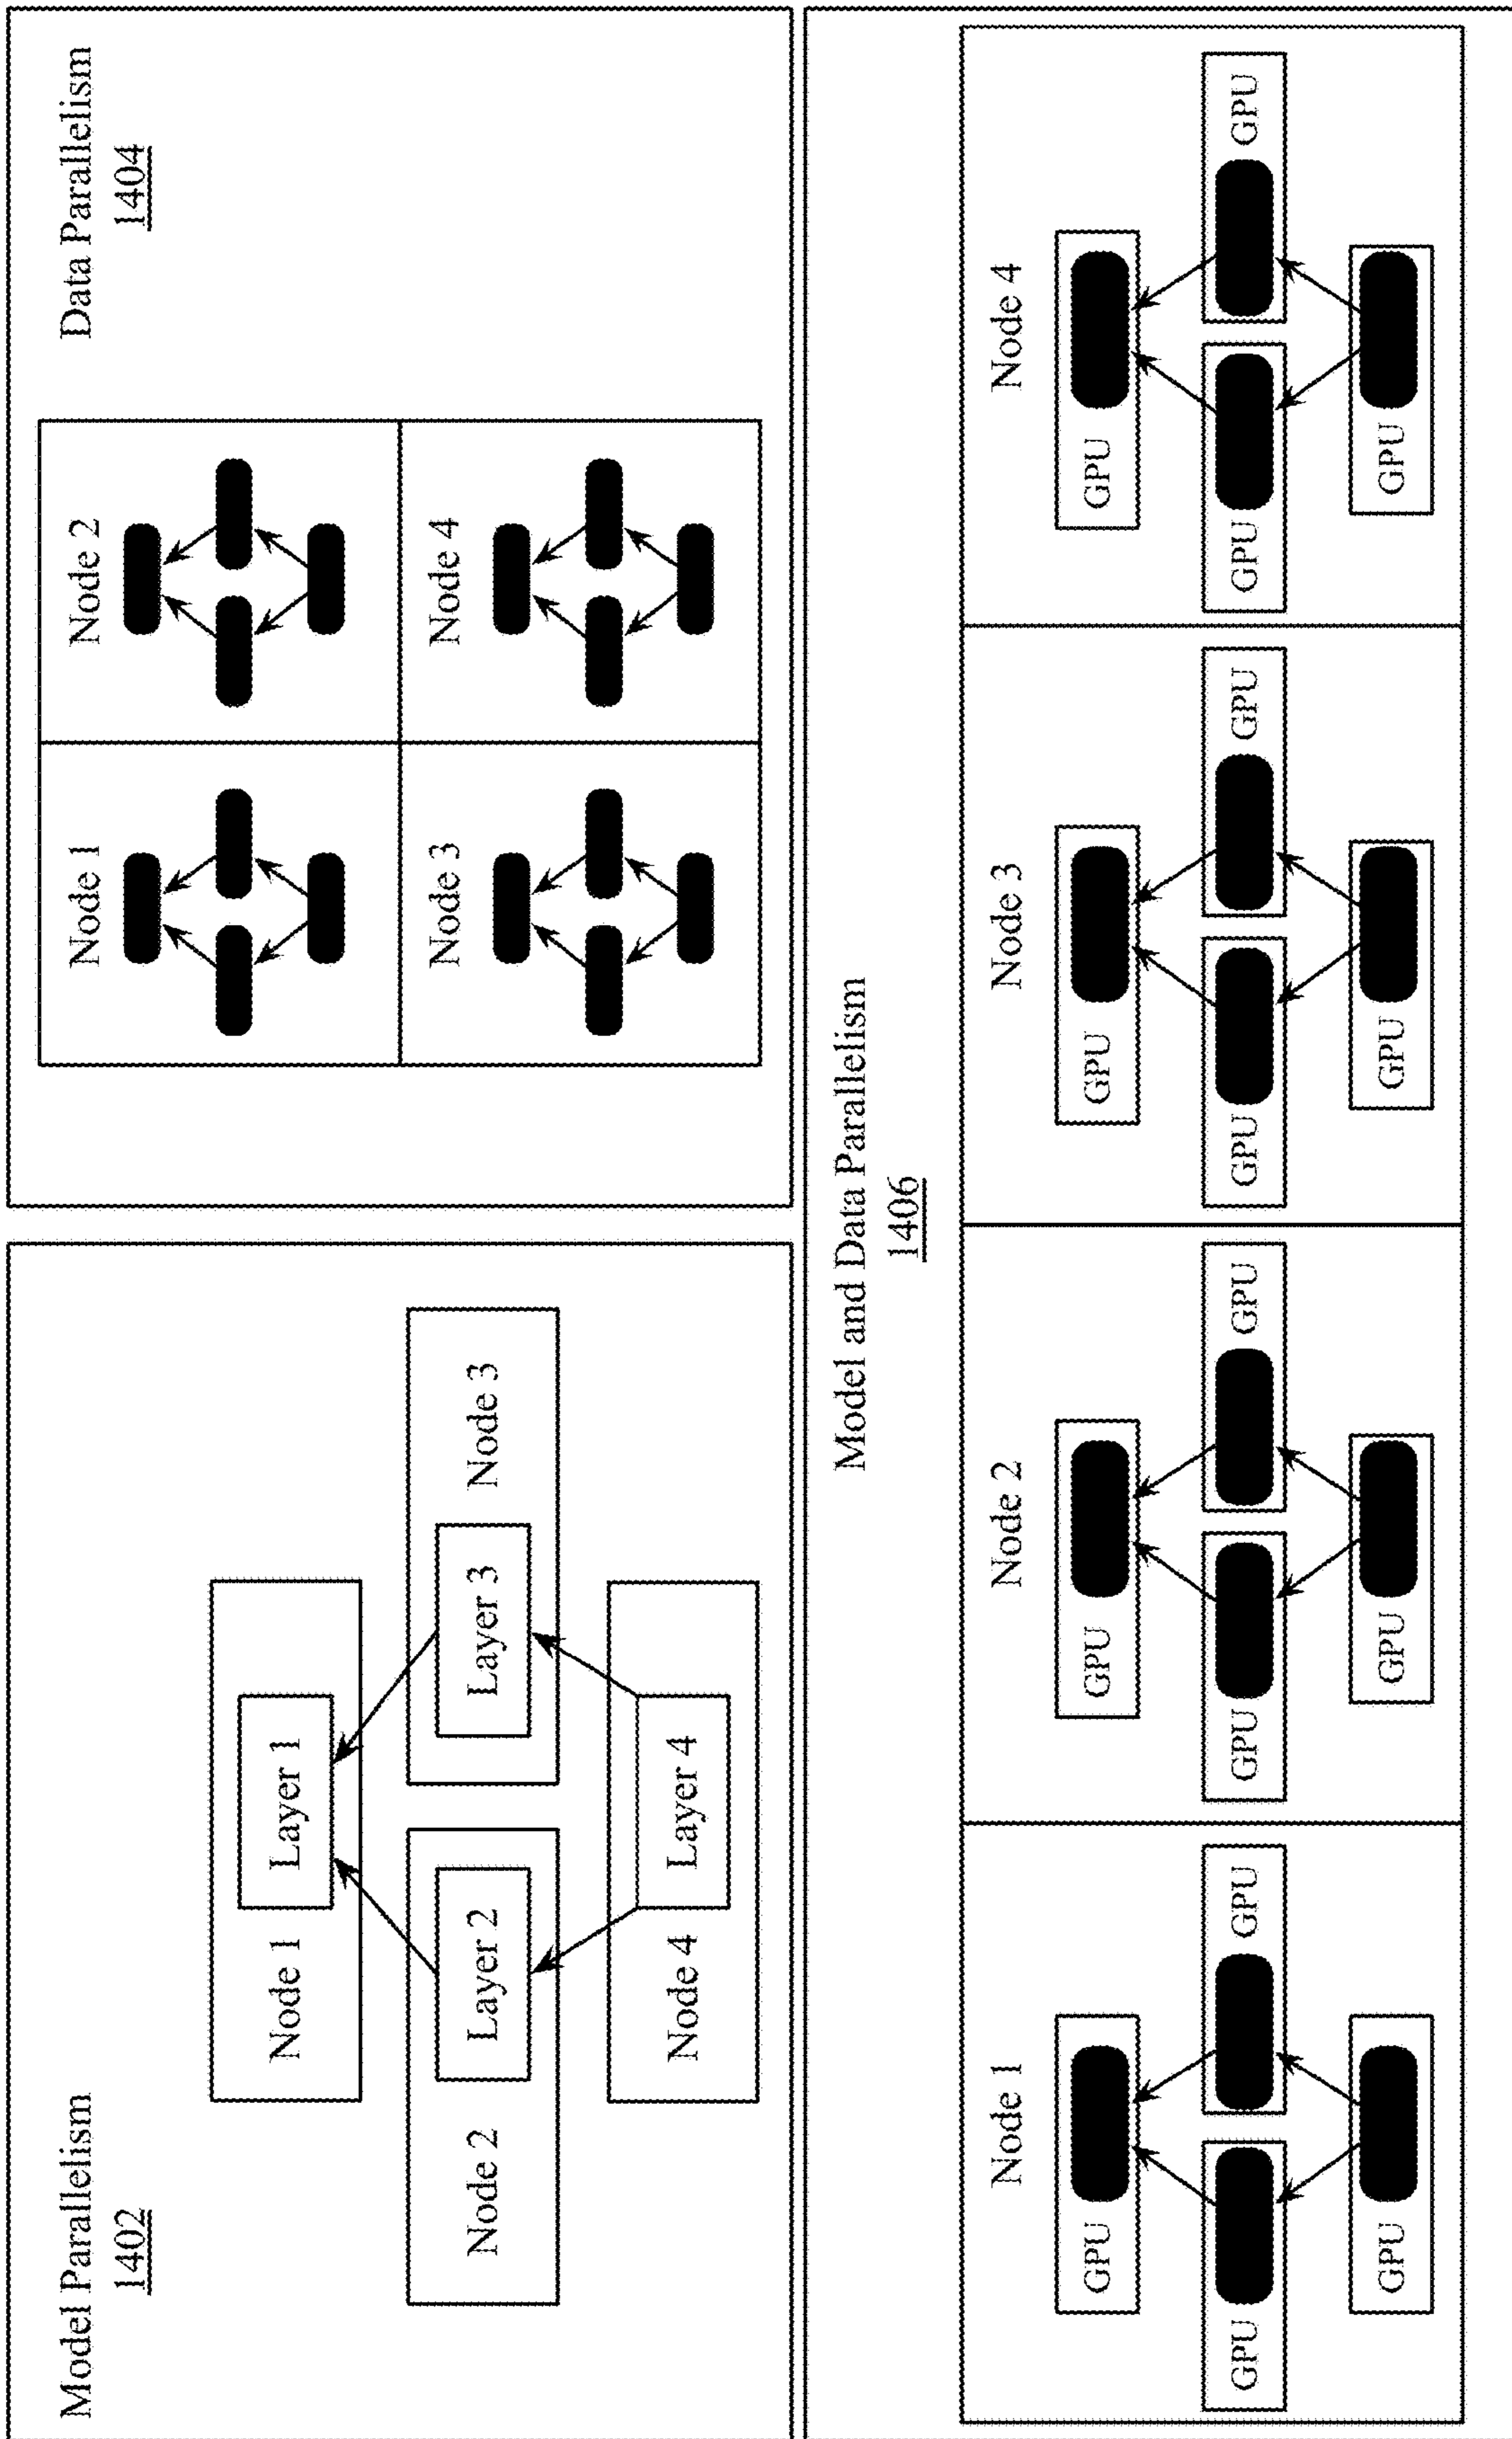 Model Parallelism
1402
Node 1
Layer 1
Node 2
Layer 2
Layer 3
Node 3
Node 4
Layer 4
Data Parallelism
1404
Node 1
Node 2
Node 3
Node 4
Model and Data Parallelism
1406
Node 1
GPU
GPU
GPU
GPU
Node 2
GPU
GPU
GPU
GPU
Node 3
GPU
GPU
GPU
GPU
Node 4
GPU
GPU
GPU
GPU